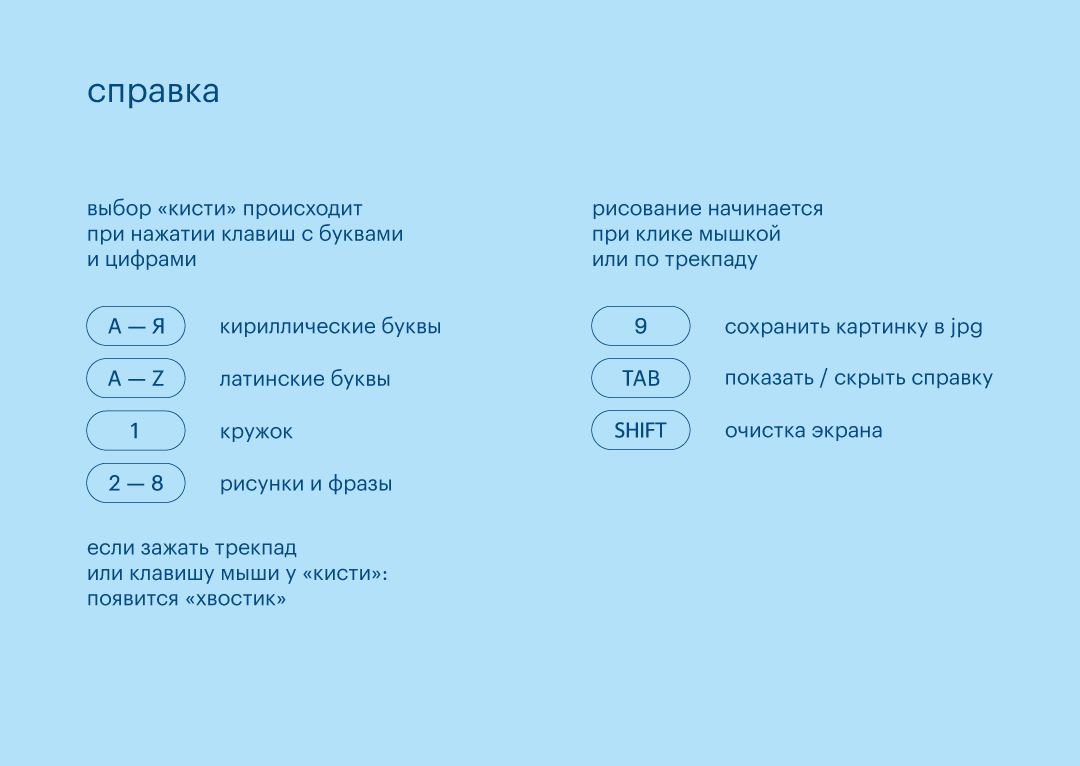 справка
выбор «кисти» происходит
при нажатии клавиш с буквами
и цифрами
А — Я кириллические буквы
A — Z латинские буквы
1 кружок
2 — 8 рисунки и фразы
если зажать трекпад
или клавишу мыши у «кисти»:
появится «хвостик»
рисование начинается
при клике мышкой
или по трекпаду
9 сохранить картинку в jpg
TAB показать / скрыть справку
SHIFT очистка экрана